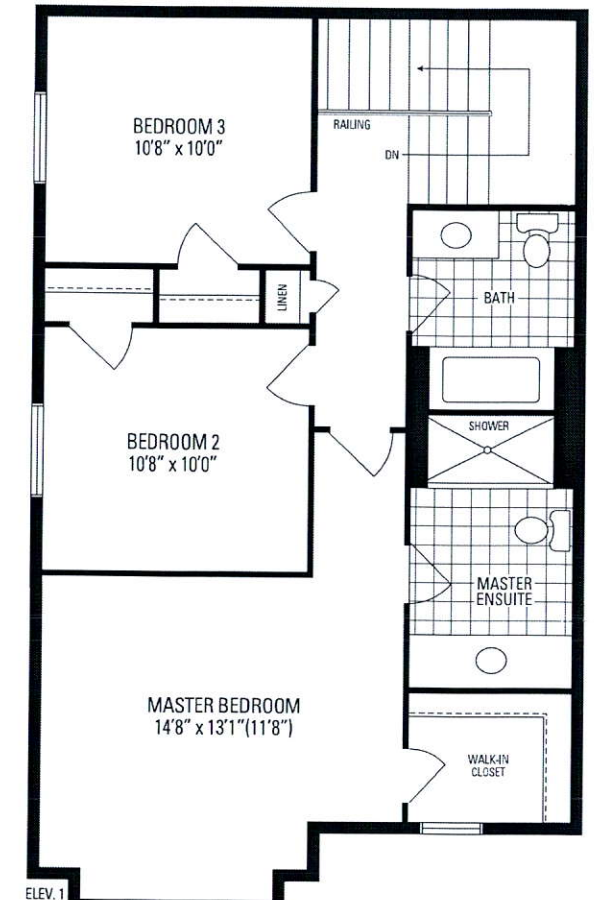 RAILING
BEDROOM 3
10'8" x 10'0"
DN
LINEN
BATH
SHOWER
BEDROOM 2
10'8" x 10'0"
MASTER
ENSUITE
MASTER BEDROOM
14'8" x 13'1"(11'8")
WALK-IN
CLOSET
ELEV. 1